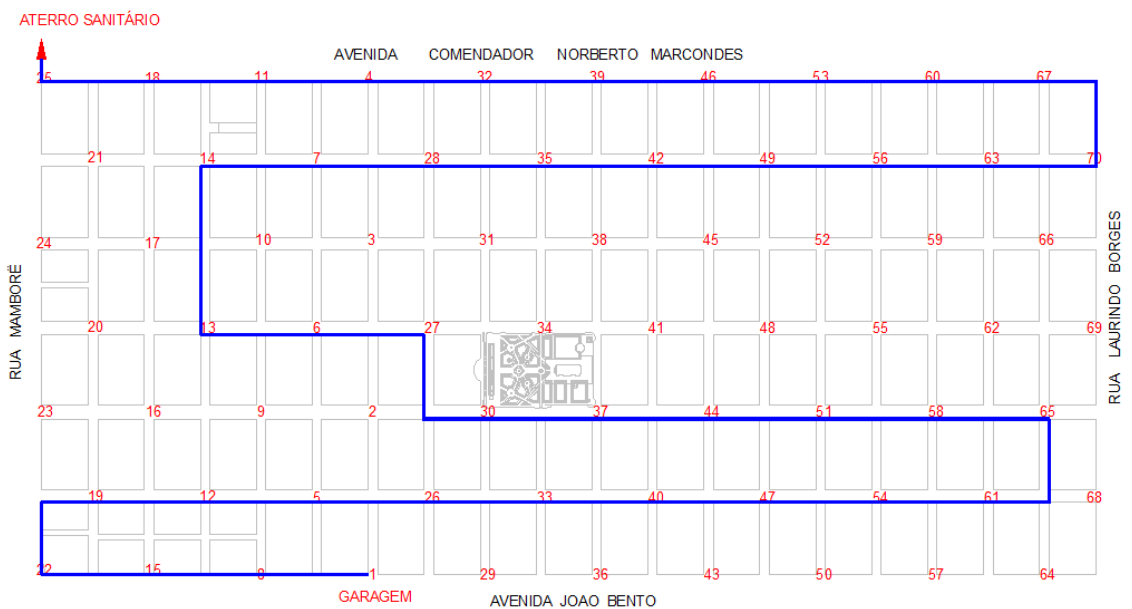 ATERRO SANITÁRIO
AVENIDA COMENDADOR NORBERTO MARCONDES
25 18 11 4 32 39 46 53 60 67
21 14 7 28 35 42 49 56 63 70
24 17 10 3 31 38 45 52 59 66
20 13 6 27 34 41 48 55 62 69
23 16 9 2 30 37 44 51 58 65
19 12 5 26 33 40 47 54 61 68
22 15 8 1 29 36 43 50 57 64
GARAGEM
AVENIDA JOAO BENTO
RUA MAMBORÊ
RUA LAURINDO BORGES